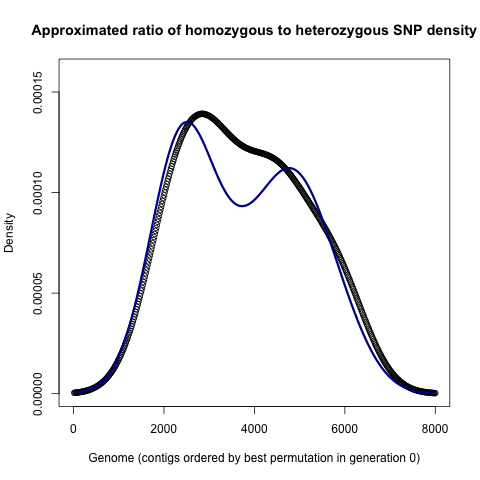 Approximated ratio of homozygous to heterozygous SNP density
0.00015
0.00010
0.00005
0.00000
Density
0 2000 4000 6000 8000
Genome (contigs ordered by best permutation in generation 0)